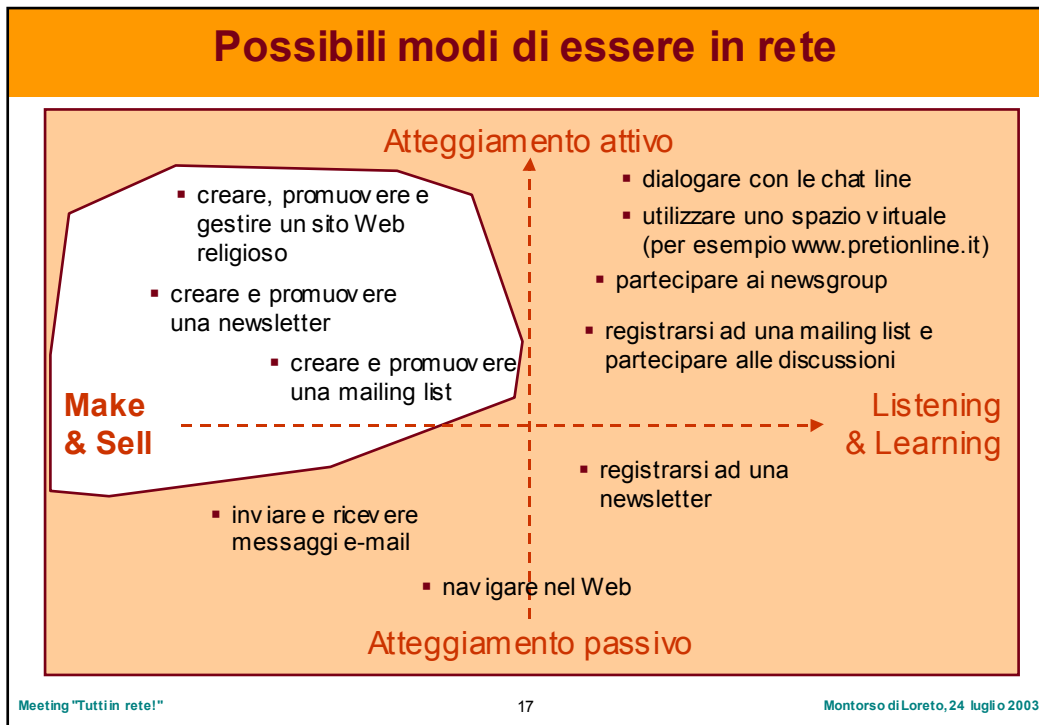 Possibili modi di essere in rete
Atteggiamento attivo
▪ creare, promuovere e
gestire un sito Web
religioso
▪ creare e promuovere
una newsletter
▪ creare e promuovere
una mailing list
▪ dialogare con le chat line
▪ utilizzare uno spazio virtuale
(per esempio www.pretionline.it)
▪ partecipare ai newsgroup
▪ registrarsi ad una mailing list e
partecipare alle discussioni
Make
& Sell
Listening
& Learning
▪ registrarsi ad una
newsletter
▪ inviare e ricevere
messaggi e-mail
▪ navigare nel Web
Atteggiamento passivo
Meeting "Tutti in rete!"
17
Montorso di Loreto, 24 luglio 2003